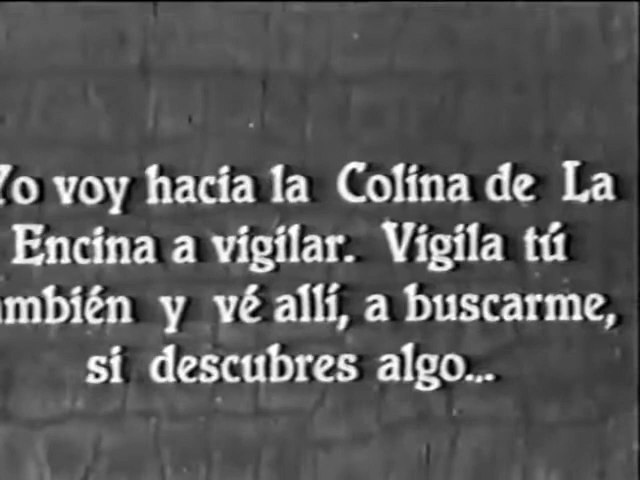 Yo voy hacia la Colina de La
Encina a vigilar. Vigila tú
ambién y vé allí, a buscarme,
si descubres algo...